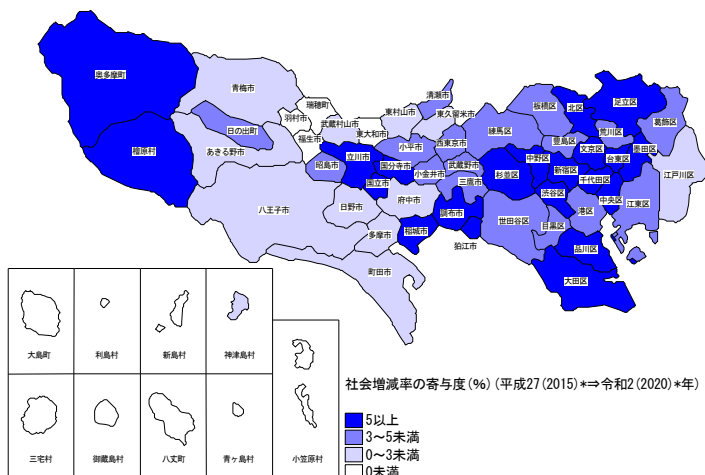 奥多摩町
青梅市
瑞穂町
羽村市
日の出町
福生市
武蔵村山市
東大和市
東村山市
清瀬市
東久留米市
檜原村
あきる野市
昭島市
立川市
小平市
西東京市
国分寺市
国立市
小金井市
武蔵野市
三鷹市
八王子市
日野市
府中市
調布市
稲城市
多摩市
狛江市
町田市
練馬区
板橋区
北区
足立区
葛飾区
荒川区
豊島区
文京区
墨田区
台東区
中野区
杉並区
新宿区
千代田区
江戸川区
渋谷区
中央区
江東区
港区
世田谷区
目黒区
品川区
大田区
大島町
利島村
新島村
神津島村
三宅村
御蔵島村
八丈町
青ヶ島村
小笠原村
社会増減率の寄与度(%)(平成27(2015)*⇒令和2(2020)*年)
5以上
3~5未満
0~3未満
0未満